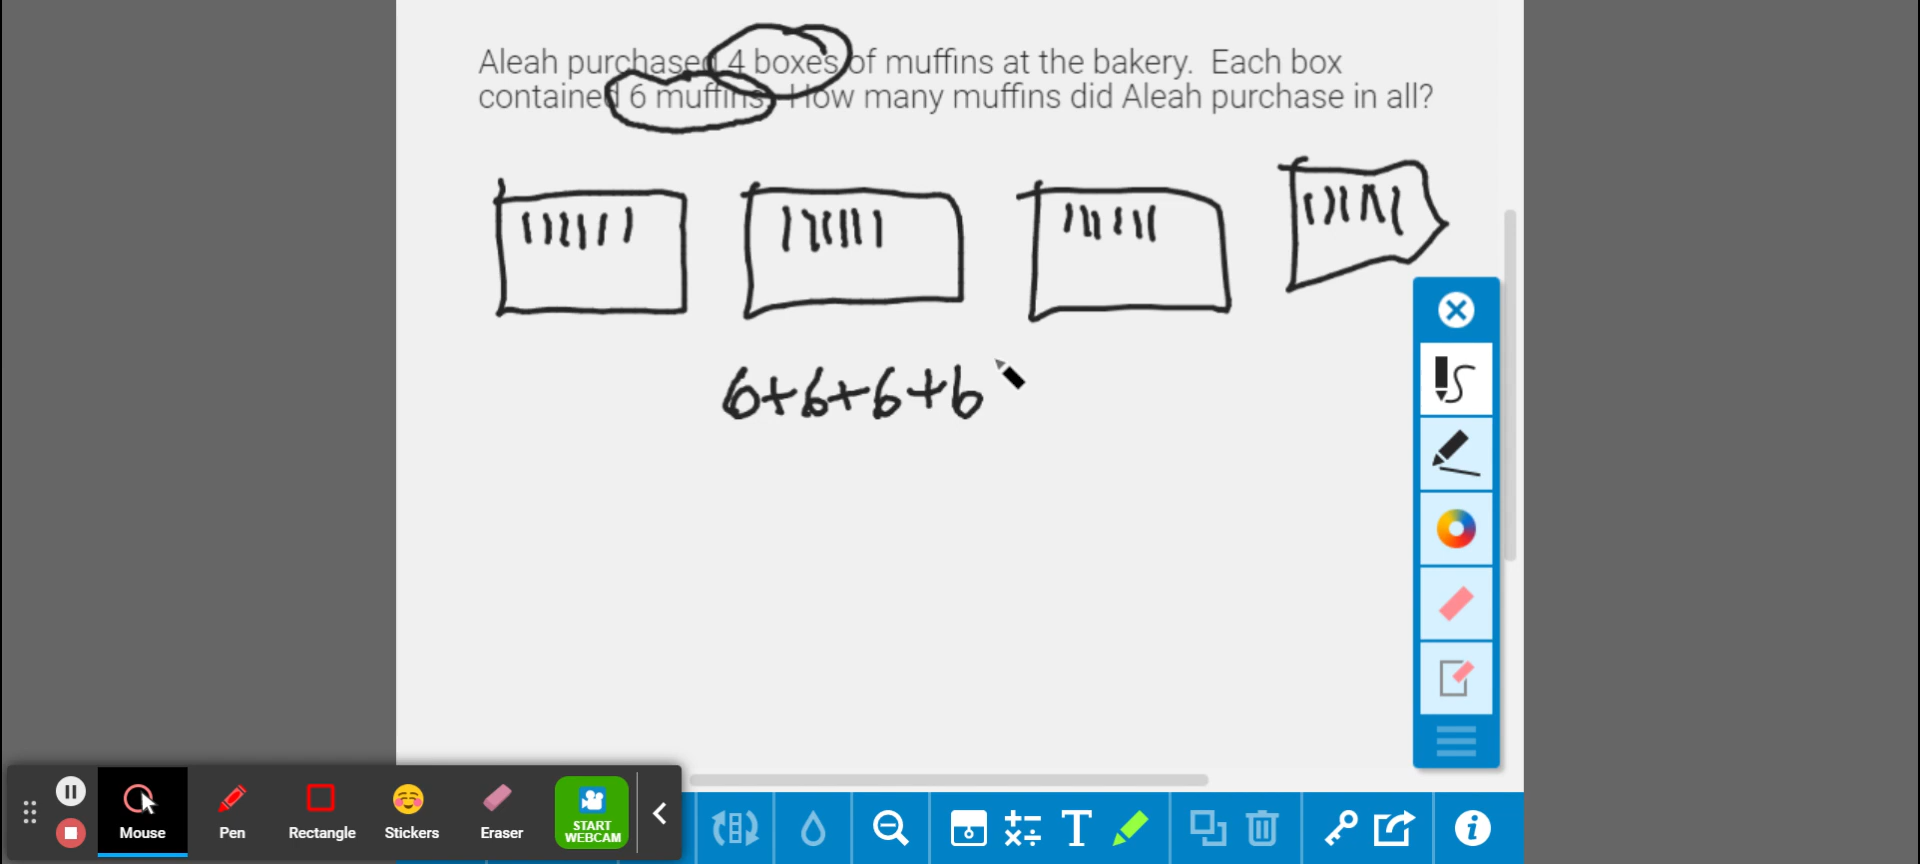 Aleah purchased 4 boxes of muffins at the bakery. Each box
contained 6 muffins. How many muffins did Aleah purchase in all?
6+6+6+6
Mouse
Pen
Rectangle
Stickers
Eraser
START
WEBCAM
T